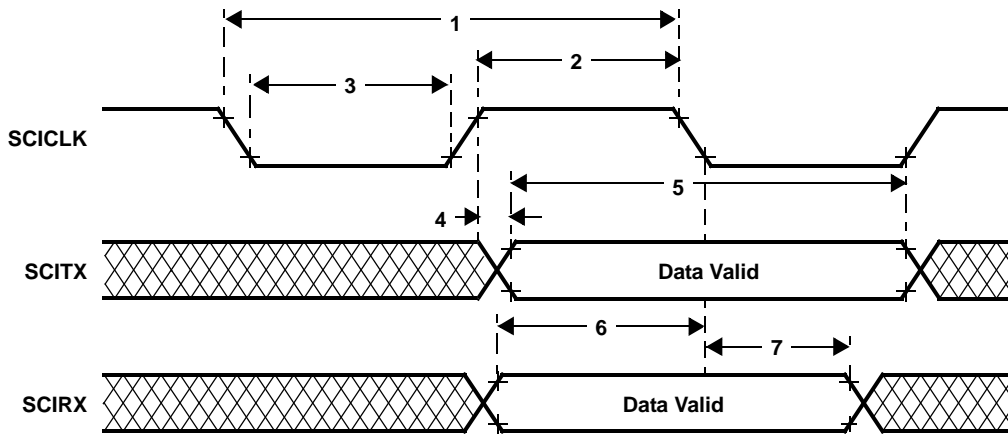 1
2
3
SCICLK
5
4
SCITX
Data Valid
6
7
SCIRX
Data Valid